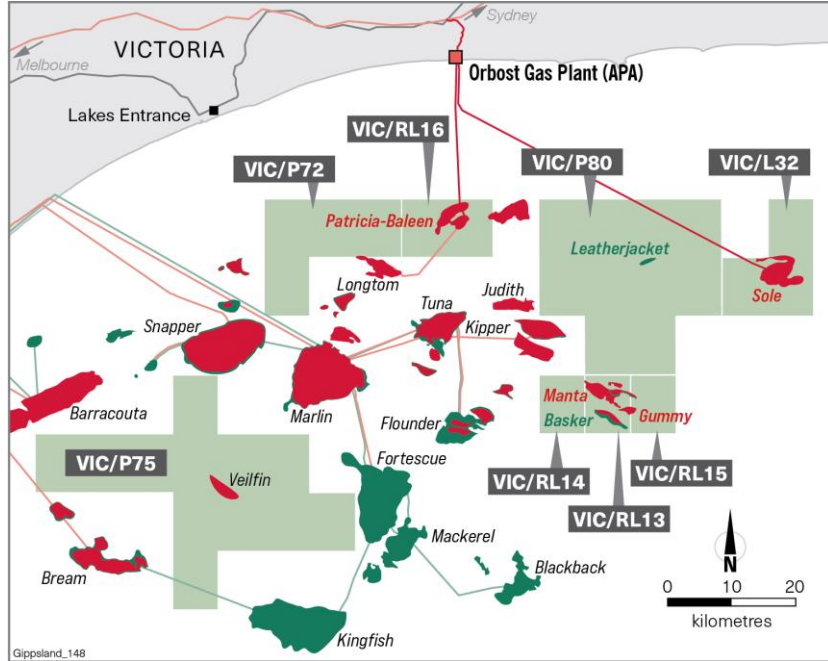 Sydney
VICTORIA
Melbourne
Orbost Gas Plant (APA)
Lakes Entrance
VIC/RL16
VIC/P72
VIC/P80
VIC/L32
Patricia-Baleen
Leatherjacket
Longtom
Sole
Tuna
Judith
Snapper
Kipper
Manta
Barracouta
Marlin
Flounder
Basker
Gummy
Fortescue
VIC/P75
Veilfin
VIC/RL14
VIC/RL15
VIC/RL13
Mackerel
Bream
Blackback
N
Kingfish
0 10 20
kilometres
Gippsland_148